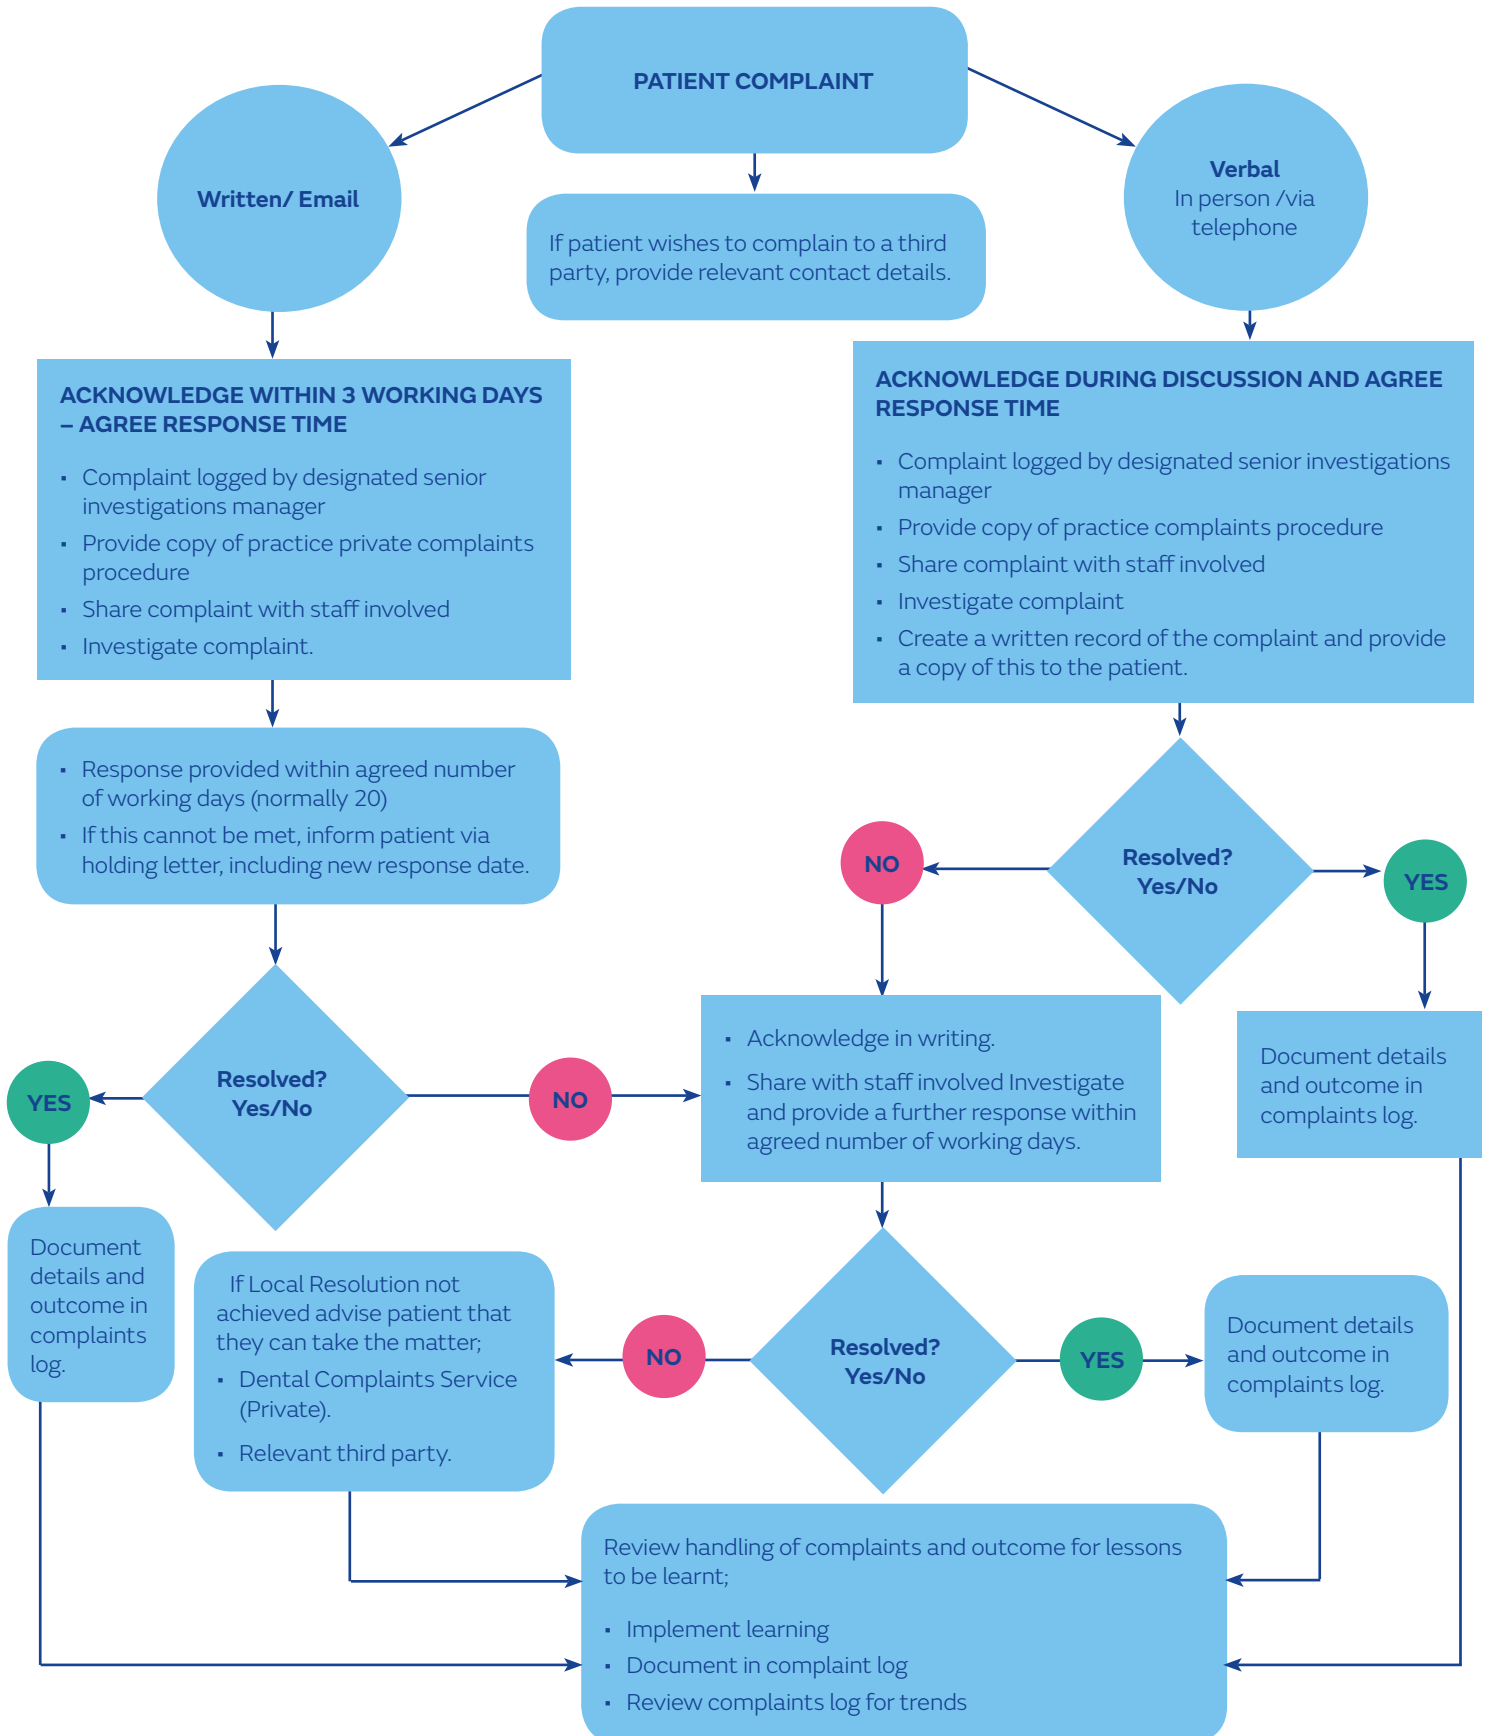 PATIENT COMPLAINT
Written/ Email
Verbal
In person /via
telephone
If patient wishes to complain to a third
party, provide relevant contact details.
ACKNOWLEDGE WITHIN 3 WORKING DAYS
– AGREE RESPONSE TIME
▪ Complaint logged by designated senior
investigations manager
▪ Provide copy of practice private complaints
procedure
▪ Share complaint with staff involved
▪ Investigate complaint.
ACKNOWLEDGE DURING DISCUSSION AND AGREE
RESPONSE TIME
▪ Complaint logged by designated senior investigations
manager
▪ Provide copy of practice complaints procedure
▪ Share complaint with staff involved
▪ Investigate complaint
▪ Create a written record of the complaint and provide
a copy of this to the patient.
▪ Response provided within agreed number
of working days (normally 20)
▪ If this cannot be met, inform patient via
holding letter, including new response date.
NO
Resolved?
Yes/No
YES
▪ Acknowledge in writing.
▪ Share with staff involved Investigate
and provide a further response within
agreed number of working days.
Document details
and outcome in
complaints log.
YES
Resolved?
Yes/No
NO
Document
details and
outcome in
complaints
log.
If Local Resolution not
achieved advise patient that
they can take the matter;
▪ Dental Complaints Service
(Private).
▪ Relevant third party.
NO
Resolved?
Yes/No
YES
Document details
and outcome in
complaints log.
Review handling of complaints and outcome for lessons
to be learnt;
▪ Implement learning
▪ Document in complaint log
▪ Review complaints log for trends